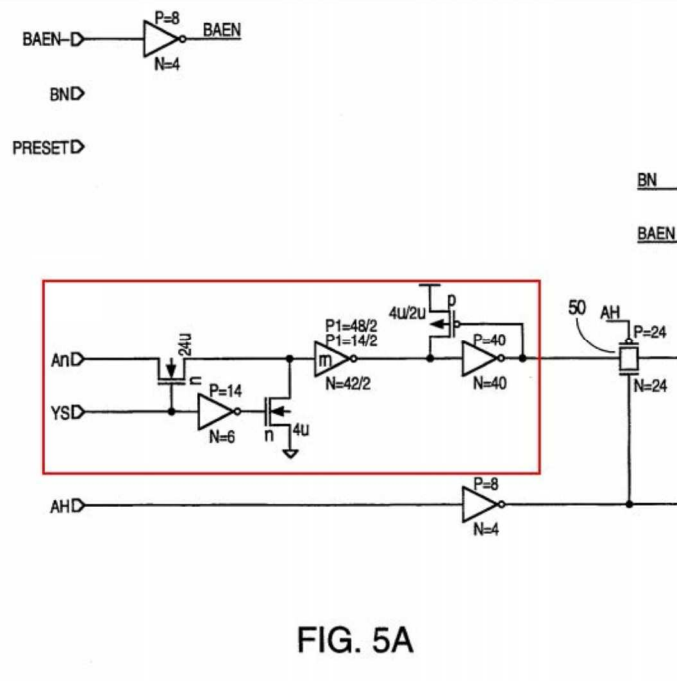 P=8
BAEN-
BAEN
N=4
BN
PRESET
BN
BAEN
4u/2u
p
50
AH
P1=48/2
P1=14/2
P=40
P=24
An
24u
m
n
N=42/2
N=40
N=24
P=14
YS
N=6
n
4u
P=8
AH
N=4
FIG. 5A